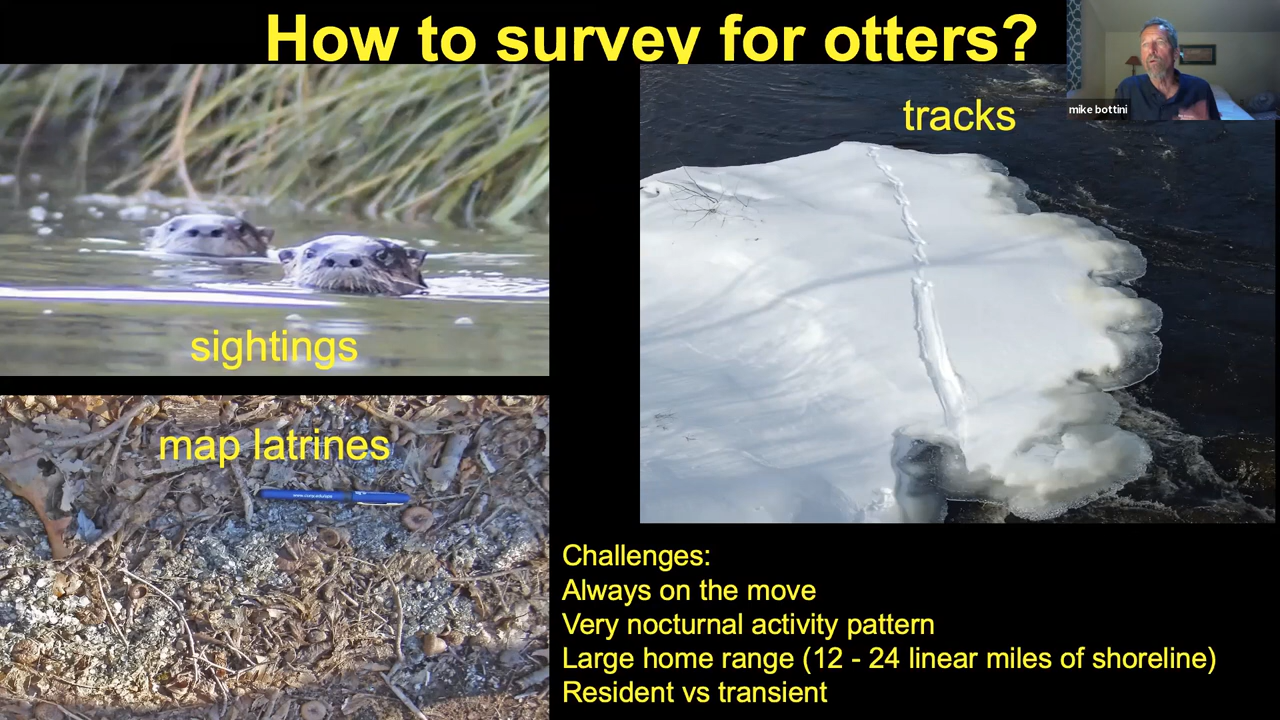 How to survey for otters?
mike bottini
tracks
sightings
map latrines
Challenges:
Always on the move
Very nocturnal activity pattern
Large home range (12 - 24 linear miles of shoreline)
Resident vs transient